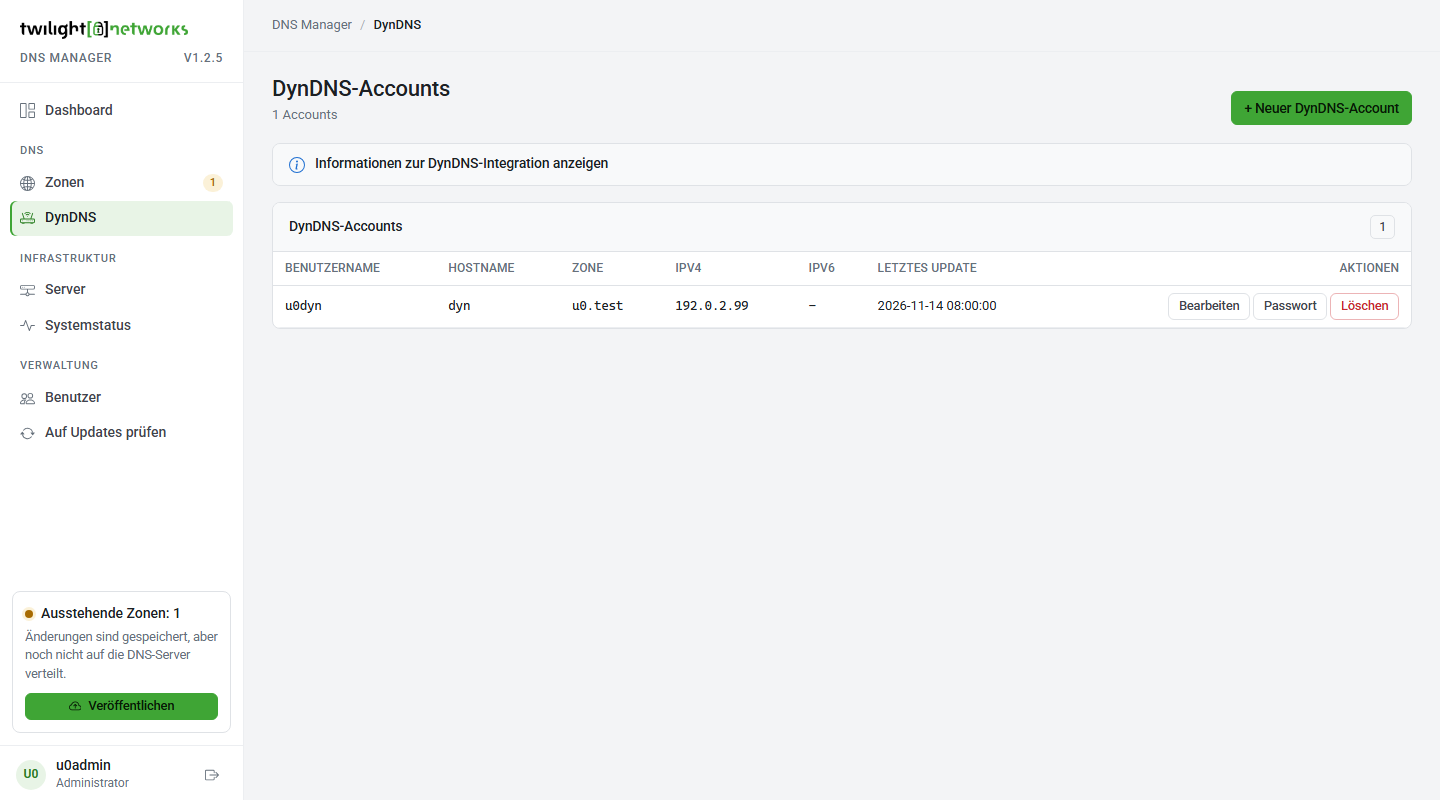 twilight[]networks
DNS MANAGER V1.2.5
Dashboard
DNS
Zonen 1
DynDNS
INFRASTRUKTUR
Server
Systemstatus
VERWALTUNG
Benutzer
Auf Updates prüfen
Ausstehende Zonen: 1
Änderungen sind gespeichert, aber
noch nicht auf die DNS-Server
verteilt.
Veröffentlichen
U0 u0admin
Administrator
DNS Manager / DynDNS
DynDNS-Accounts
1 Accounts
+ Neuer DynDNS-Account
Informationen zur DynDNS-Integration anzeigen
DynDNS-Accounts 1
BENUTZERNAME HOSTNAME ZONE IPV4 IPV6 LETZTES UPDATE AKTIONEN
u0dyn dyn u0.test 192.0.2.99 – 2026-11-14 08:00:00 Bearbeiten Passwort Löschen